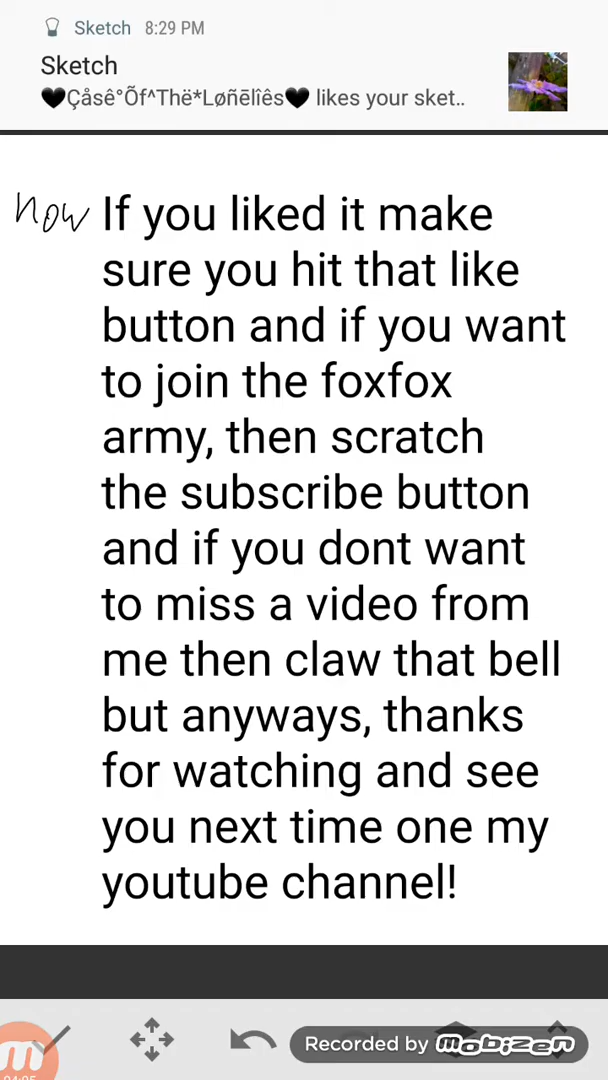 Sketch 8:29 PM
Sketch
🖤Çåsê°Õf^Thë*Løñēlîês🖤 likes your sket..
now If you liked it make
sure you hit that like
button and if you want
to join the foxfox
army, then scratch
the subscribe button
and if you dont want
to miss a video from
me then claw that bell
but anyways, thanks
for watching and see
you next time one my
youtube channel!
Recorded by mobizen
04:05